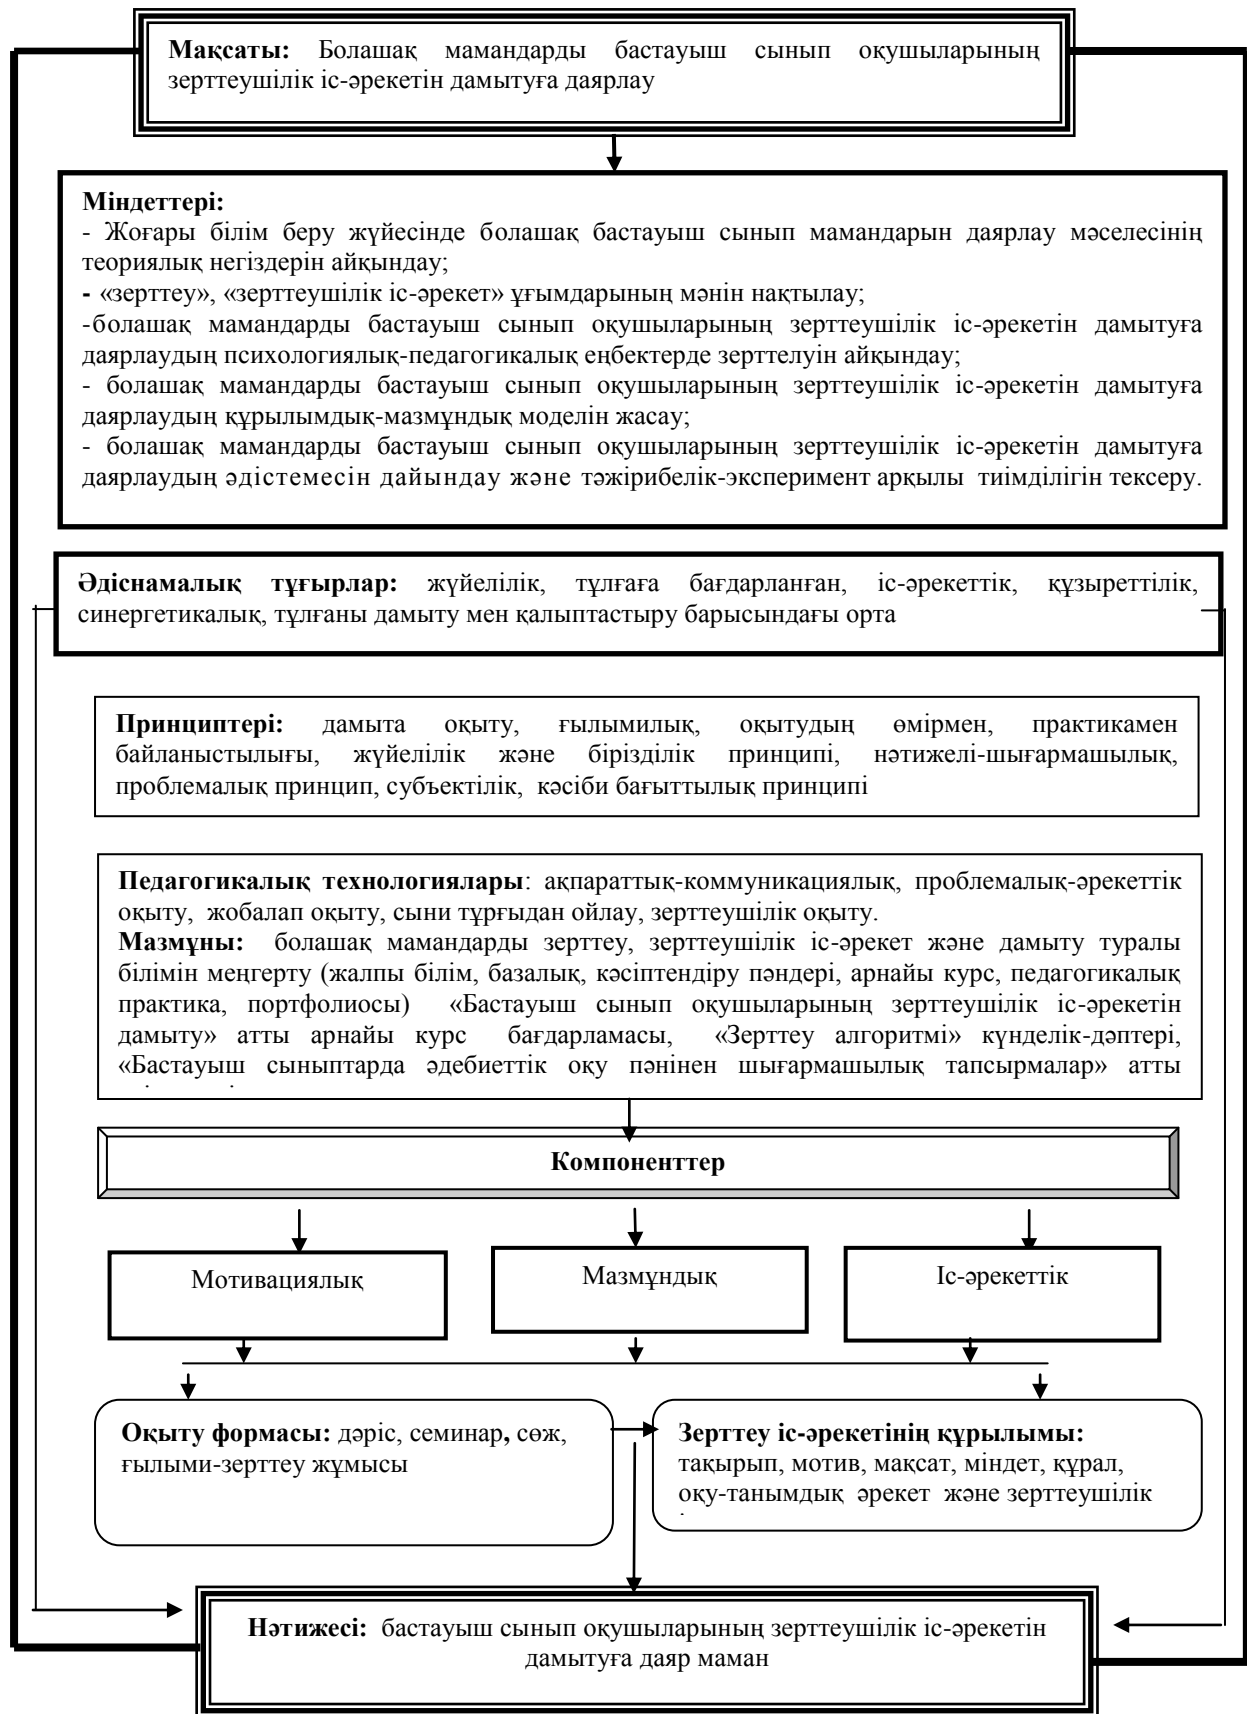 Мақсаты: Болашақ мамандарды бастауыш сынып оқушыларының
зерттеушілік іс-әрекетін дамытуға даярлау
Міндеттері:
- Жоғары білім беру жүйесінде болашақ бастауыш сынып мамандарын даярлау мәселесінің
теориялық негіздерін айқындау;
- «зерттеу», «зерттеушілік іс-әрекет» ұғымдарының мәнін нақтылау;
-болашақ мамандарды бастауыш сынып оқушыларының зерттеушілік іс-әрекетін дамытуға
даярлаудың психологиялық-педагогикалық еңбектерде зерттелуін айқындау;
- болашақ мамандарды бастауыш сынып оқушыларының зерттеушілік іс-әрекетін дамытуға
даярлаудың құрылымдық-мазмұндық моделін жасау;
- болашақ мамандарды бастауыш сынып оқушыларының зерттеушілік іс-әрекетін дамытуға
даярлаудың әдістемесін дайындау және тәжірибелік-эксперимент арқылы тиімділігін тексеру.
Әдіснамалық тұғырлар: жүйелілік, тұлғаға бағдарланған, іс-әрекеттік, құзыреттілік,
синергетикалық, тұлғаны дамыту мен қалыптастыру барысындағы орта
Принциптері: дамыта оқыту, ғылымилық, оқытудың өмірмен, практикамен
байланыстылығы, жүйелілік және бірізділік принципі, нәтижелі-шығармашылық,
проблемалық принцип, субъектілік, кәсіби бағыттылық принципі
Педагогикалық технологиялары: ақпараттық-коммуникациялық, проблемалық-әрекеттік
оқыту, жобалап оқыту, сыни тұрғыдан ойлау, зерттеушілік оқыту.
Мазмұны: болашақ мамандарды зерттеу, зерттеушілік іс-әрекет және дамыту туралы
білімін меңгерту (жалпы білім, базалық, кәсіптендіру пәндері, арнайы курс, педагогикалық
практика, портфолиосы) «Бастауыш сынып оқушыларының зерттеушілік іс-әрекетін
дамыту» атты арнайы курс бағдарламасы, «Зерттеу алгоритмі» күнделік-дәптері,
«Бастауыш сыныптарда әдебиеттік оқу пәнінен шығармашылық тапсырмалар» атты
Компоненттер
Мотивациялық
Мазмұндық
Іс-әрекеттік
Оқыту формасы: дәріс, семинар, сөж,
ғылыми-зерттеу жұмысы
Зерттеу іс-әрекетінің құрылымы:
тақырып, мотив, мақсат, міндет, құрал,
оқу-танымдық әрекет және зерттеушілік
Нәтижесі: бастауыш сынып оқушыларының зерттеушілік іс-әрекетін
дамытуға даяр маман